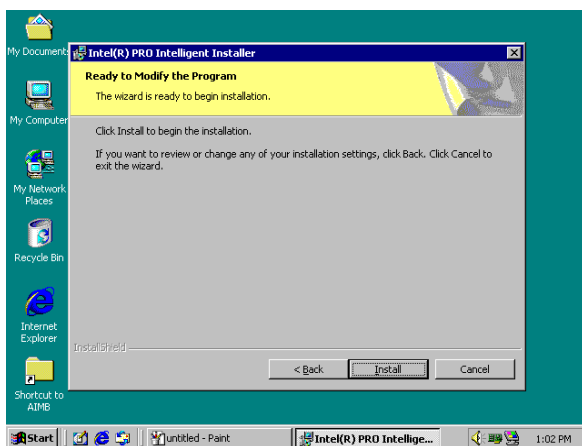 My Documents
Intel(R) PRO Intelligent Installer
Ready to Modify the Program
The wizard is ready to begin installation.
My Computer
Click Install to begin the installation.
If you want to review or change any of your installation settings, click Back. Click Cancel to
exit the wizard.
My Network
Places
Recycle Bin
Internet
Explorer
InstallShield
< Back
Install
Cancel
Shortcut to
AIMB
Start
untitled - Paint
Intel(R) PRO Intellige...
1:02 PM